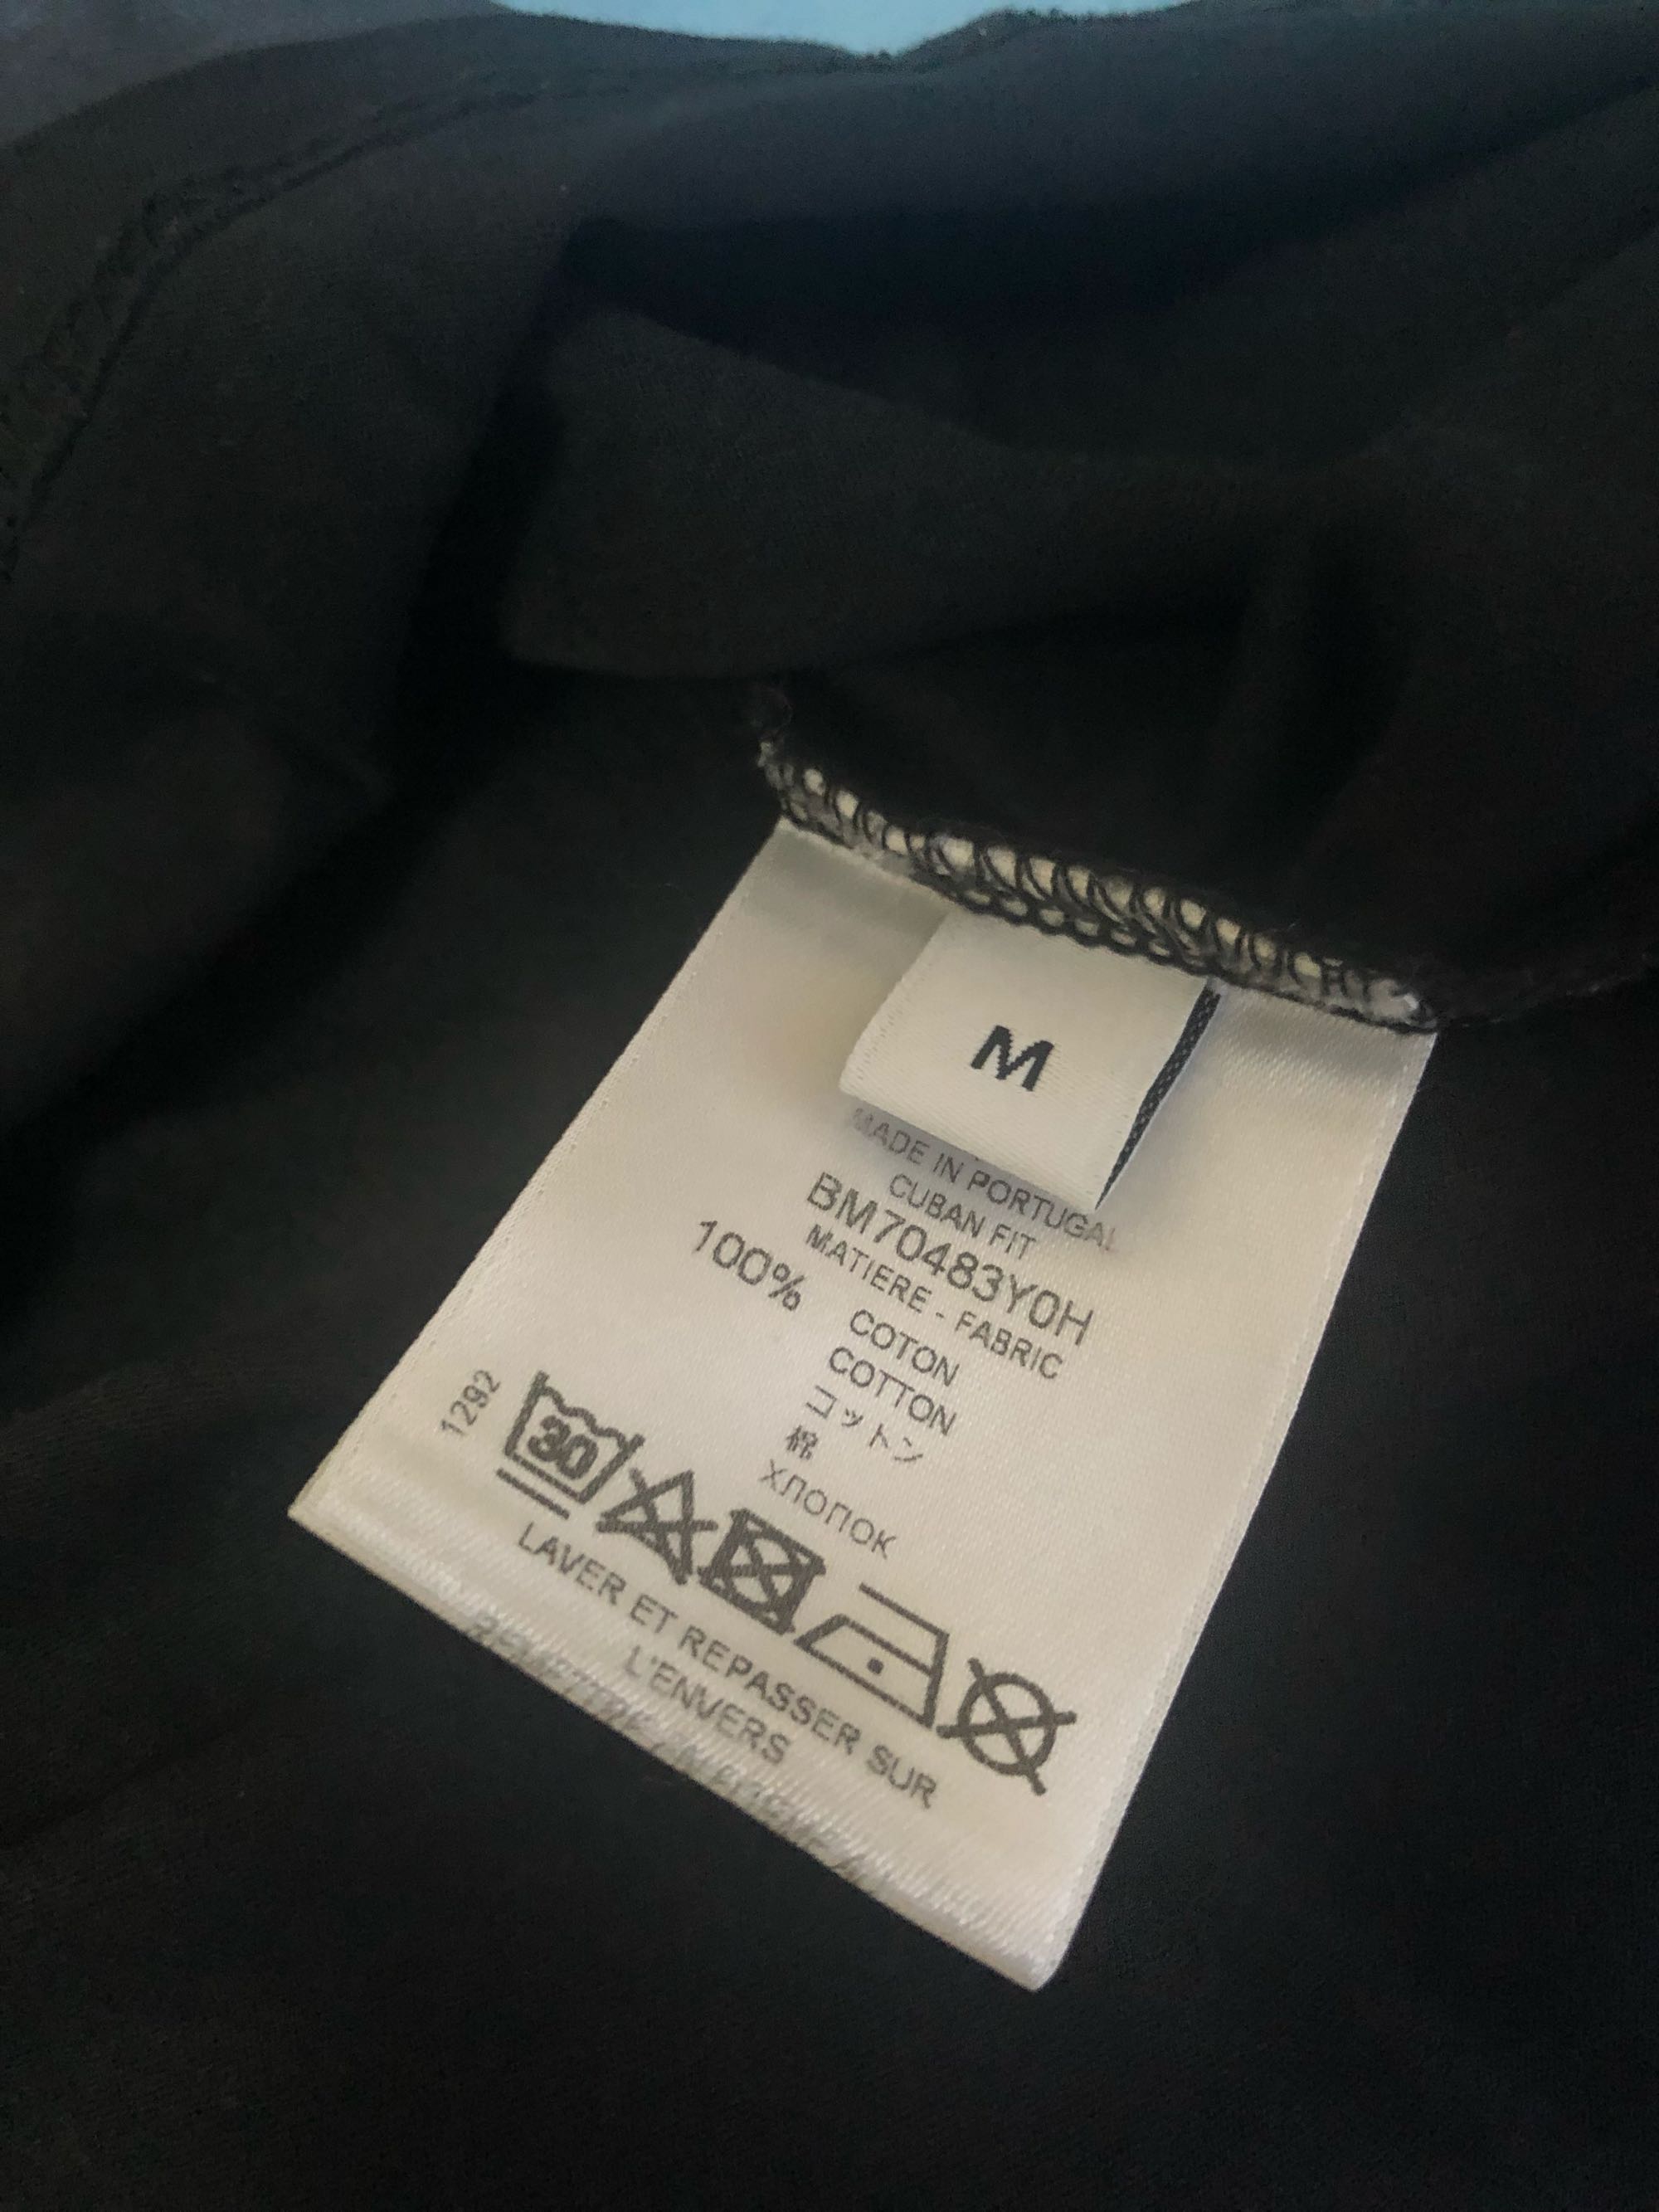 M
MADE IN PORTUGAL
CUBAN FIT
BM70483Y0H
MATIERE - FABRIC
100% COTON
COTTON
コットン
棉
ХЛОПОК
1292
30
LAVER ET REPASSER SUR
L'ENVERS